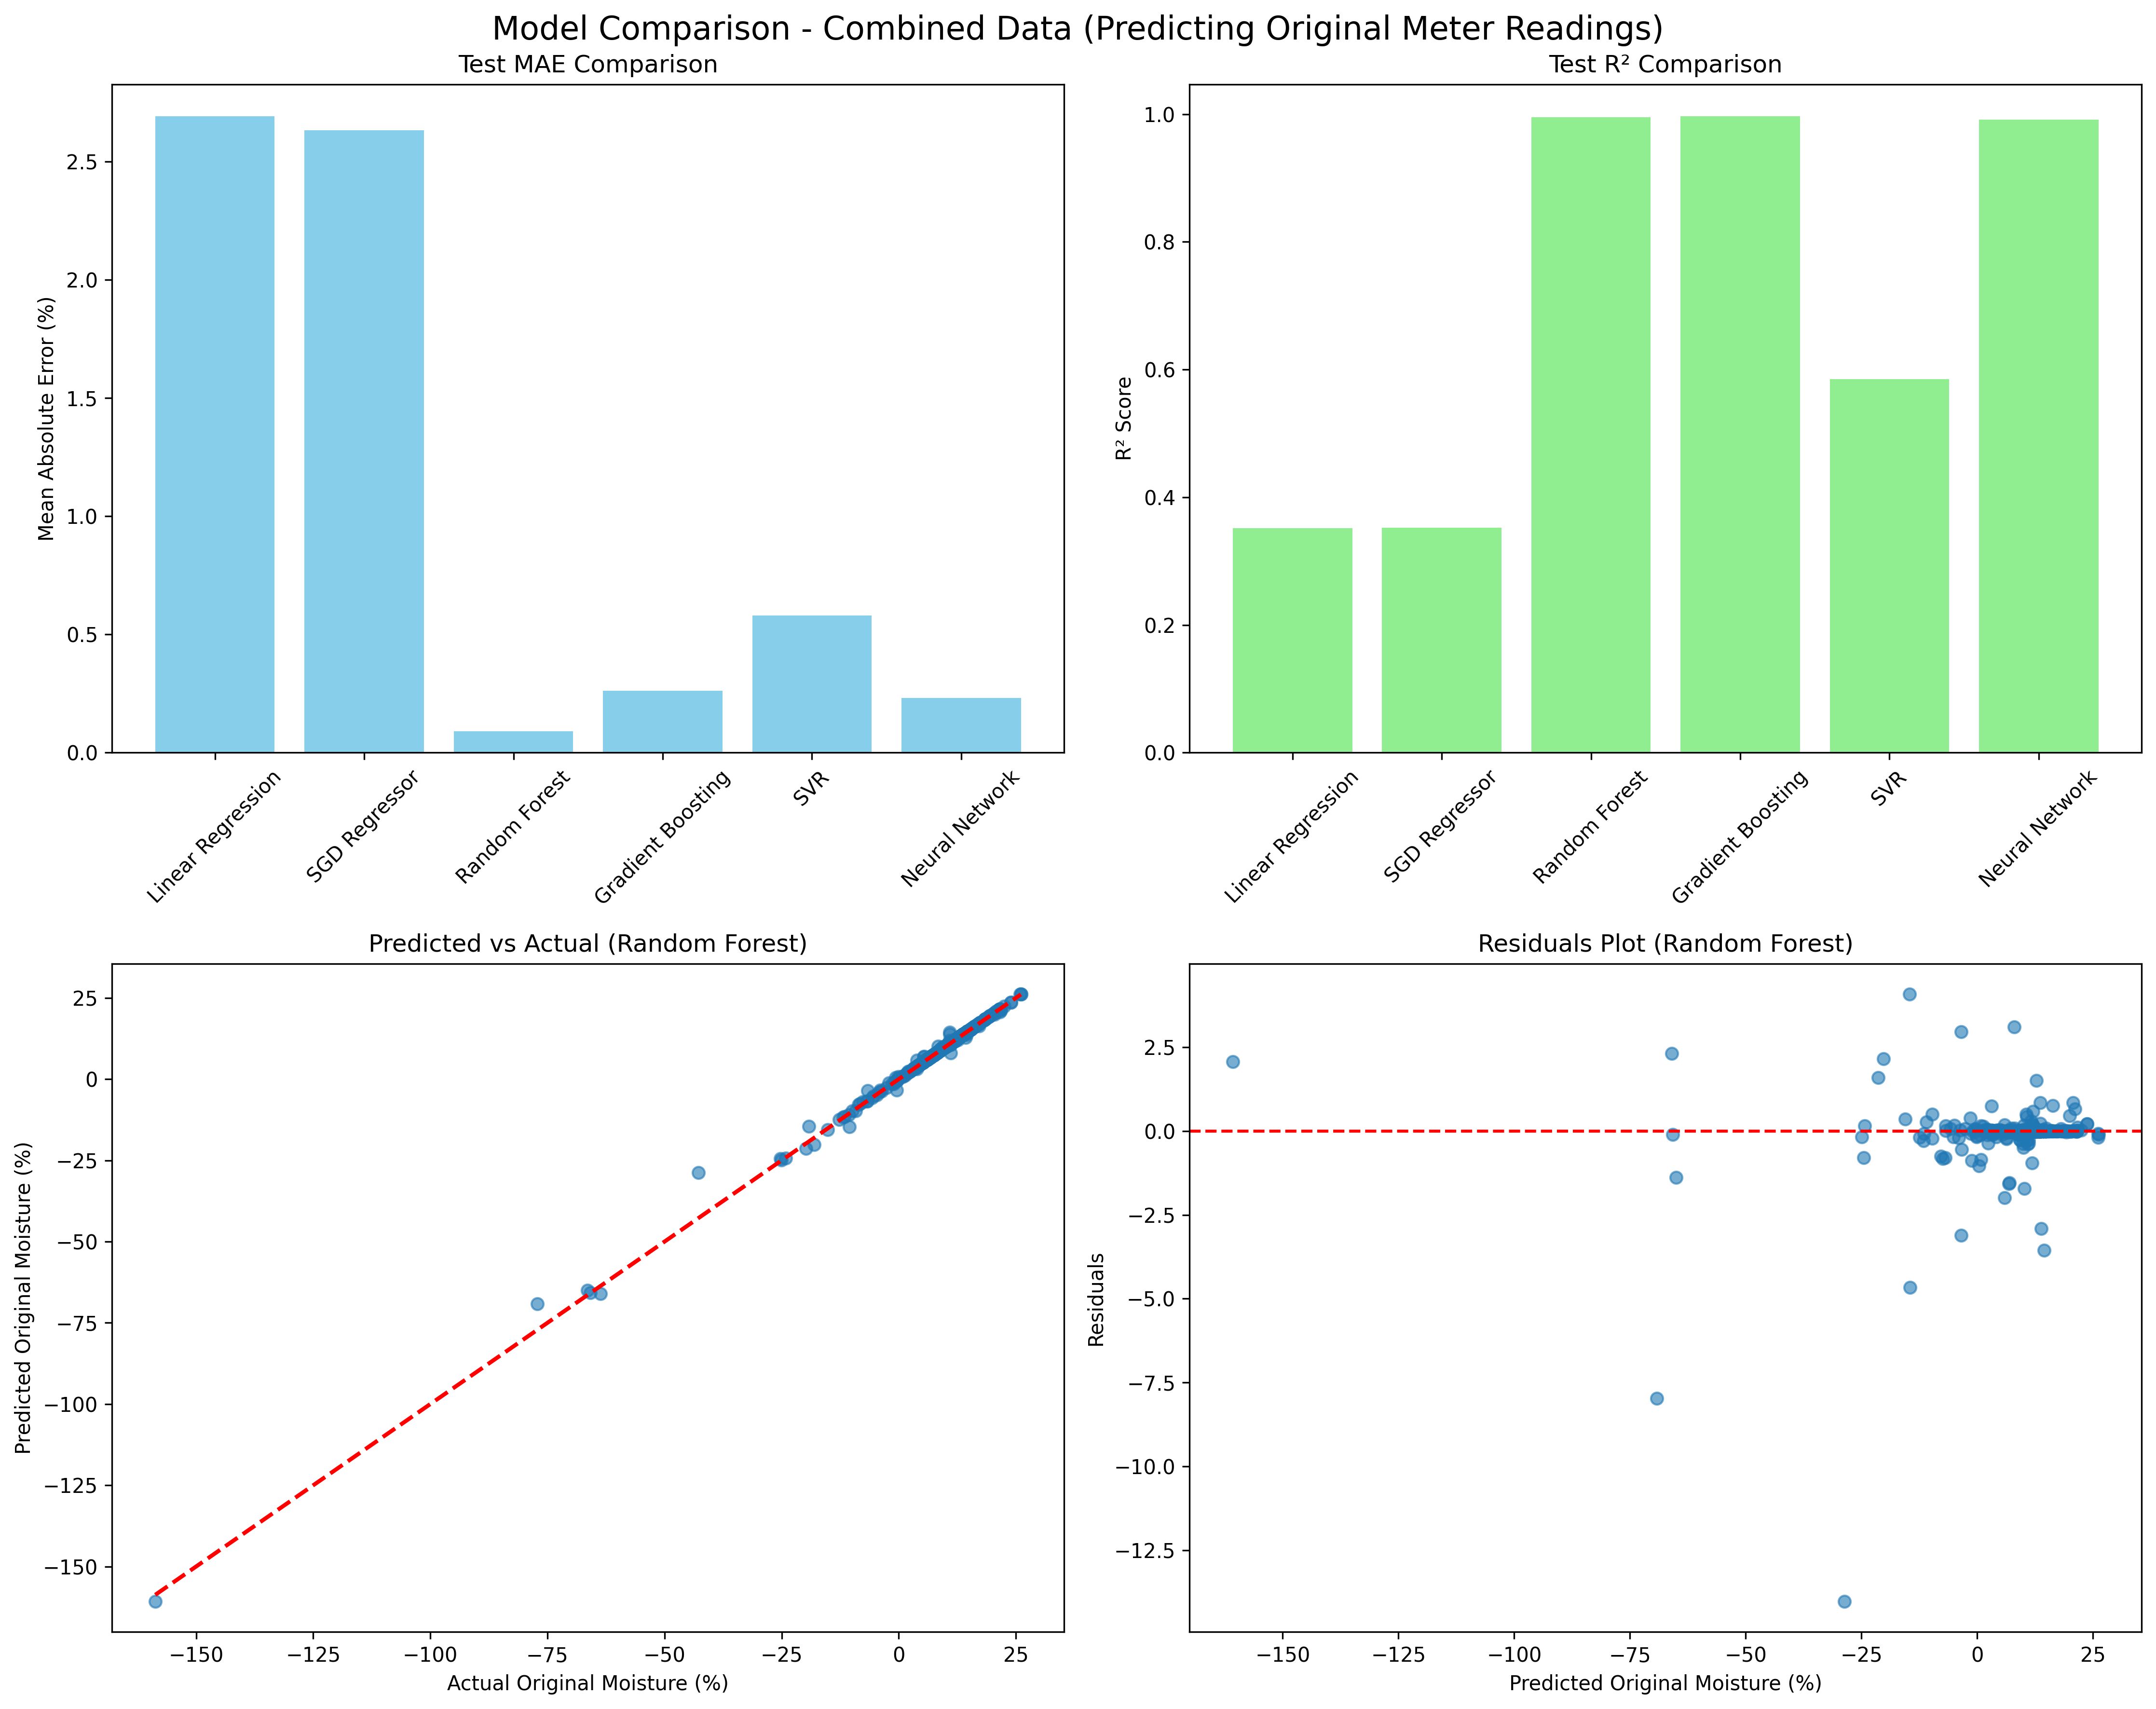 Model Comparison - Combined Data (Predicting Original Meter Readings)
Test MAE Comparison
Mean Absolute Error (%)
2.5
2.0
1.5
1.0
0.5
0.0
Linear Regression
SGD Regressor
Random Forest
Gradient Boosting
SVR
Neural Network
Test R² Comparison
R² Score
1.0
0.8
0.6
0.4
0.2
0.0
Linear Regression
SGD Regressor
Random Forest
Gradient Boosting
SVR
Neural Network
Predicted vs Actual (Random Forest)
Predicted Original Moisture (%)
25
0
−25
−50
−75
−100
−125
−150
−150 −125 −100 −75 −50 −25 0 25
Actual Original Moisture (%)
Residuals Plot (Random Forest)
Residuals
2.5
0.0
−2.5
−5.0
−7.5
−10.0
−12.5
−150 −125 −100 −75 −50 −25 0 25
Predicted Original Moisture (%)